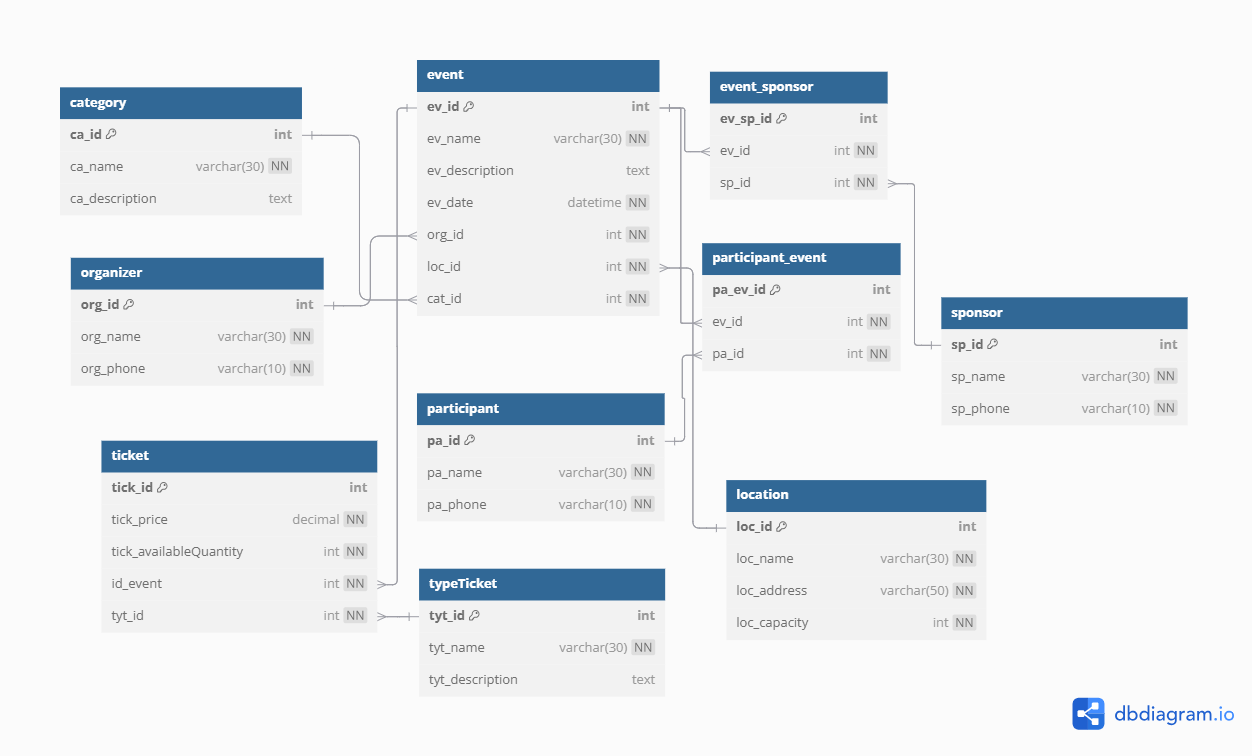 category
ca_id int
ca_name varchar(30) NN
ca_description text
organizer
org_id int
org_name varchar(30) NN
org_phone varchar(10) NN
ticket
tick_id int
tick_price decimal NN
tick_availableQuantity int NN
id_event int NN
tyt_id int NN
event
ev_id int
ev_name varchar(30) NN
ev_description text
ev_date datetime NN
org_id int NN
loc_id int NN
cat_id int NN
participant
pa_id int
pa_name varchar(30) NN
pa_phone varchar(10) NN
typeTicket
tyt_id int
tyt_name varchar(30) NN
tyt_description text
event_sponsor
ev_sp_id int
ev_id int NN
sp_id int NN
participant_event
pa_ev_id int
ev_id int NN
pa_id int NN
location
loc_id int
loc_name varchar(30) NN
loc_address varchar(50) NN
loc_capacity int NN
sponsor
sp_id int
sp_name varchar(30) NN
sp_phone varchar(10) NN
dbdiagram.io